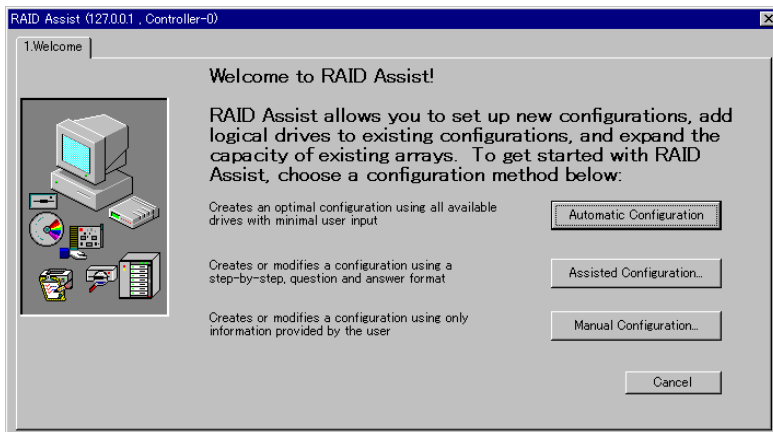 RAID Assist (127.0.0.1 , Controller-0)
1.Welcome
Welcome to RAID Assist!
RAID Assist allows you to set up new configurations, add
logical drives to existing configurations, and expand the
capacity of existing arrays. To get started with RAID
Assist, choose a configuration method below:
Creates an optimal configuration using all available
drives with minimal user input
Automatic Configuration
Creates or modifies a configuration using a
step-by-step, question and answer format
Assisted Configuration...
Creates or modifies a configuration using only
information provided by the user
Manual Configuration...
Cancel